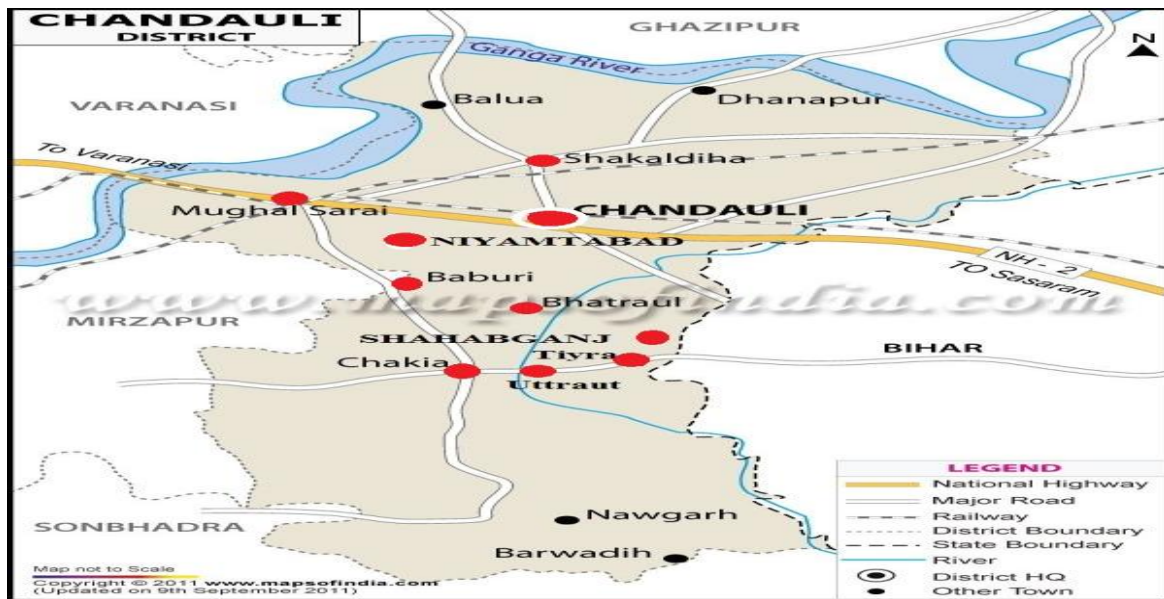 CHANDAULI
DISTRICT
GHAZIPUR
N
Ganga River
VARANASI
Balua
Dhanapur
To Varanasi
Shakaldiha
Mughal Sarai
CHANDAULI
NIYAMTABAD
NH - 2
TO Sasaram
Baburi
www.mapsofindia.com
Bhatraul
MIRZAPUR
SHAHABGANJ
BIHAR
Tiyra
Chakia
Uttraut
LEGEND
National Highway
Major Road
Railway
District Boundary
State Boundary
River
District HQ
Other Town
SONBHADRA
Nawgarh
Barwadih
Map not to Scale
Copyright © 2011 www.mapsofindia.com
(Updated on 9th September 2011)